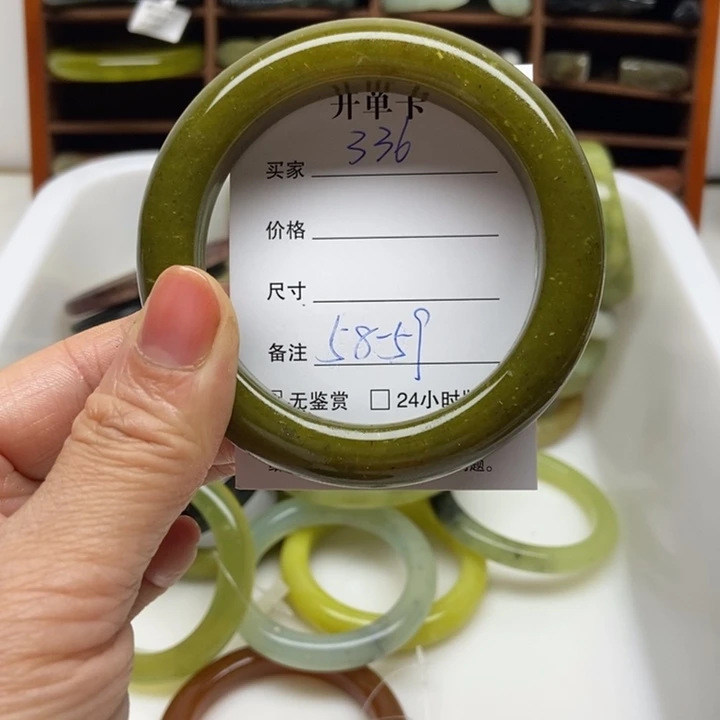 开单卡
买家 336
价格
尺寸
备注 58-59
无鉴赏 □ 24小时
题。